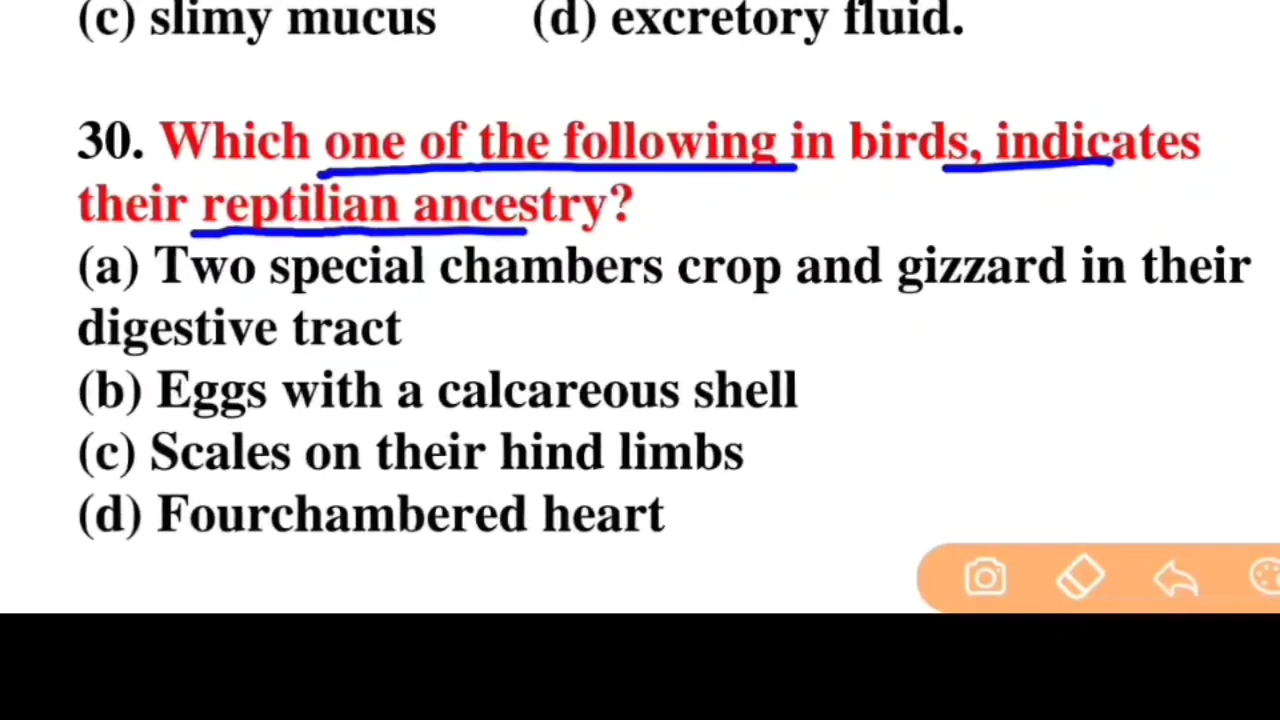 (c) slimy mucus (d) excretory fluid.
30. Which one of the following in birds, indicates
their reptilian ancestry?
(a) Two special chambers crop and gizzard in their
digestive tract
(b) Eggs with a calcareous shell
(c) Scales on their hind limbs
(d) Fourchambered heart